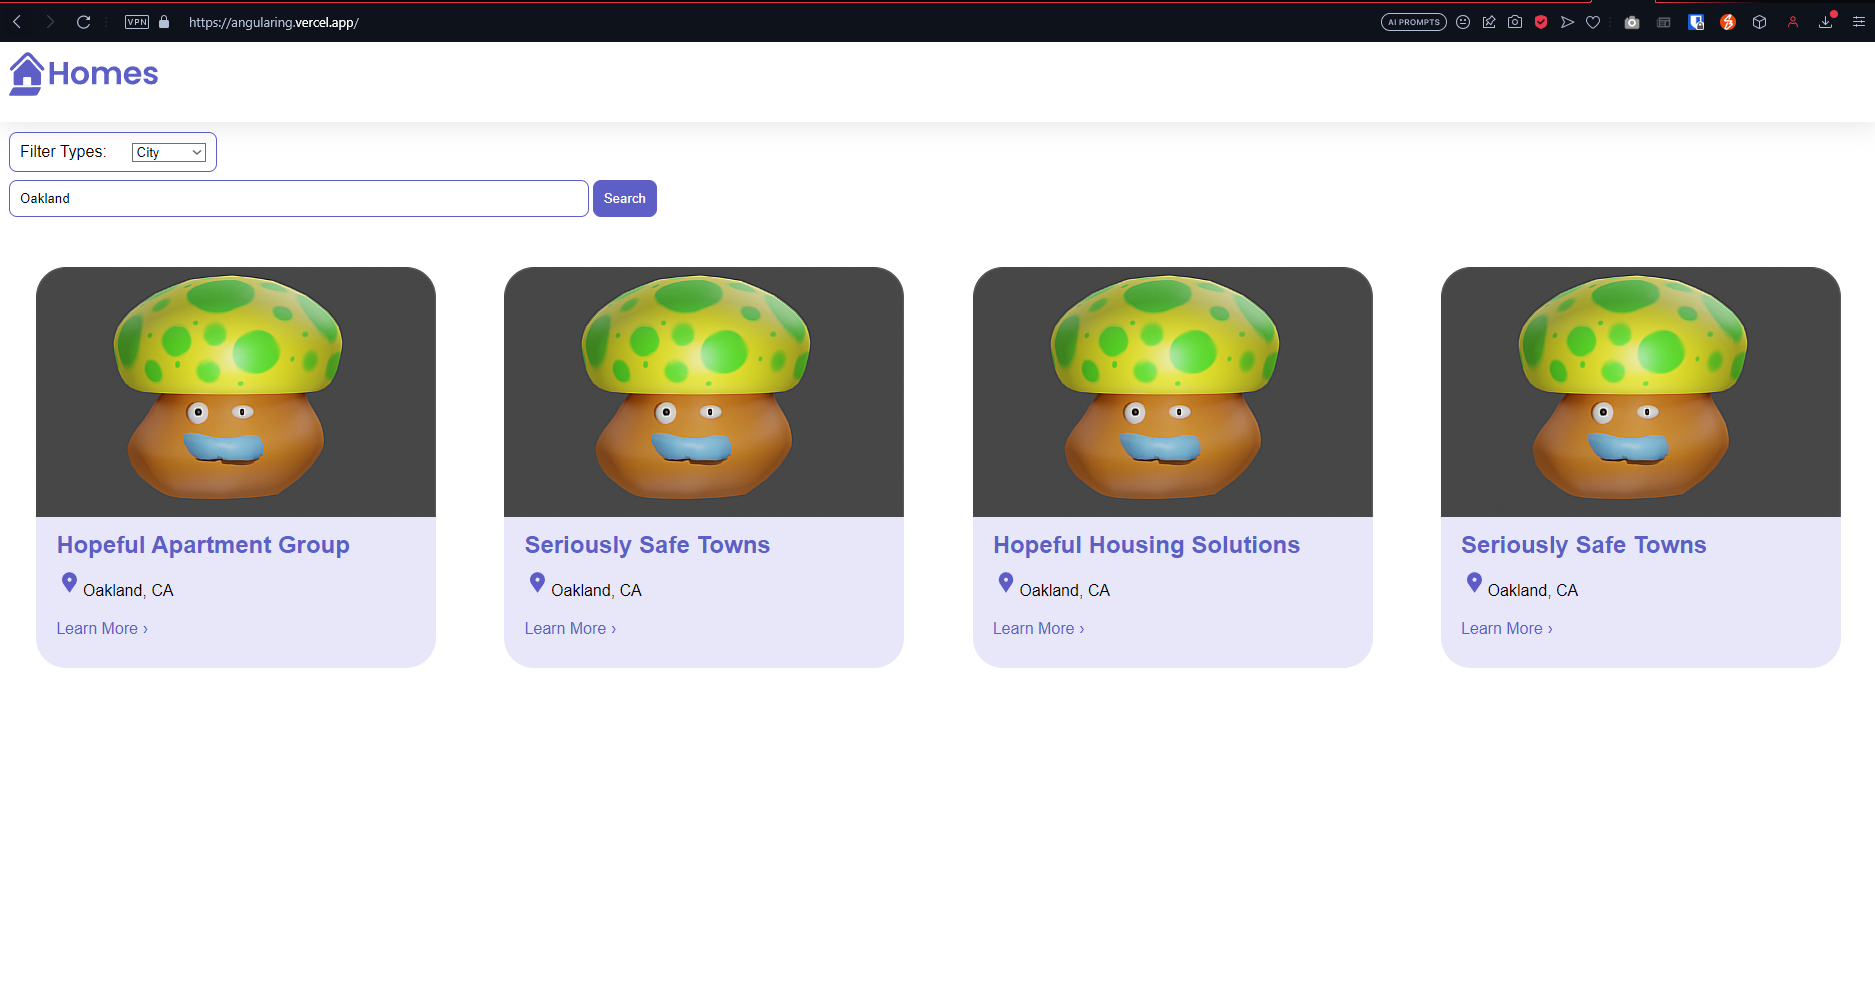 VPN https://angularing.vercel.app/ AI PROMPTS
Homes
Filter Types: City
Oakland Search
Hopeful Apartment Group
Oakland, CA
Learn More ›
Seriously Safe Towns
Oakland, CA
Learn More ›
Hopeful Housing Solutions
Oakland, CA
Learn More ›
Seriously Safe Towns
Oakland, CA
Learn More ›